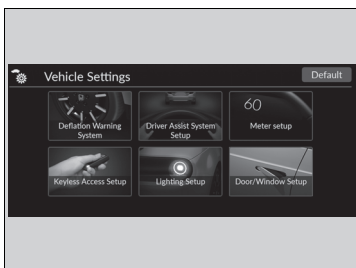 Vehicle Settings
Default
Deflation Warning
System
Driver Assist System
Setup
60
Meter setup
Keyless Access Setup
Lighting Setup
Door/Window Setup